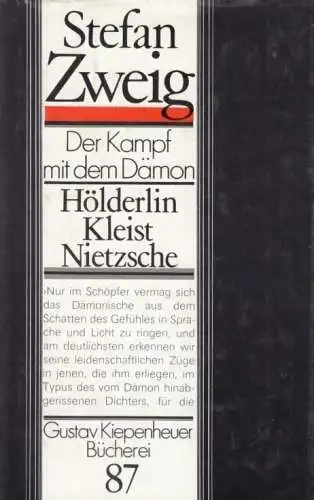 Stefan
Zweig
Der Kampf
mit dem Dämon
Hölderlin
Kleist
Nietzsche
›Nur im Schöpfer vermag sich
das Dämonische aus dem
Schatten des Gefühles in Spra-
che und Licht zu ringen, und
am deutlichsten erkennen wir
seine leidenschaftlichen Züge
in jenen, die ihm erliegen, im
Typus des vom Dämon hinab-
gerissenen Dichters, für die
Gustav Kiepenheuer
Bücherei
87